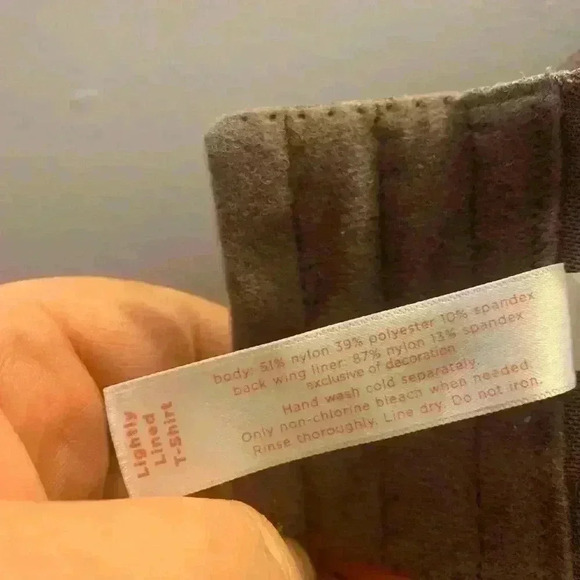 Lightly
Lined
T-Shirt
body: 51% nylon 39% polyester 10% spandex
back wing liner: 87% nylon 13% spandex
exclusive of decoration
Hand wash cold separately.
Only non-chlorine bleach when needed.
Rinse thoroughly. Line dry. Do not iron.